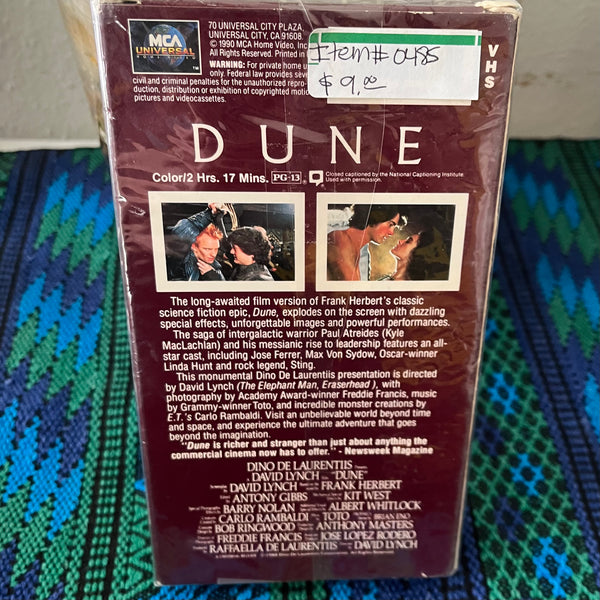 MCA
UNIVERSAL
HOME VIDEO
TM
70 UNIVERSAL CITY PLAZA,
UNIVERSAL CITY, CA 91608.
© 1990 MCA Home Video, Inc
All Rights Reserved. Printed in
WARNING: For private home u
only. Federal law provides seve
civil and criminal penalties for the unauthorized repro-
duction, distribution or exhibition of copyrighted motio
pictures and videocassettes.
Item# 0485
$9.00
VHS
DUNE
Color/2 Hrs. 17 Mins. PG-13 Closed captioned by the National Captioning Institute.
Used with permission.
The long-awaited film version of Frank Herbert's classic
science fiction epic, Dune, explodes on the screen with dazzling
special effects, unforgettable images and powerful performances.
The saga of intergalactic warrior Paul Atreides (Kyle
MacLachlan) and his messianic rise to leadership features an all-
star cast, including Jose Ferrer, Max Von Sydow, Oscar-winner
Linda Hunt and rock legend, Sting.
This monumental Dino De Laurentiis presentation is directed
by David Lynch (The Elephant Man, Eraserhead), with
photography by Academy Award-winner Freddie Francis, music
by Grammy-winner Toto, and incredible monster creations by
E.T.'s Carlo Rambaldi. Visit an unbelievable world beyond time
and space, and experience the ultimate adventure that goes
beyond the imagination.
"Dune is richer and stranger than just about anything the
commercial cinema now has to offer." - Newsweek Magazine
DINO DE LAURENTIIS
DAVID LYNCH "DUNE"
DAVID LYNCH FRANK HERBERT
ANTONY GIBBS KIT WEST
BARRY NOLAN ALBERT WHITLOCK
CARLO RAMBALDI TOTO BRIAN ENO
BOB RINGWOOD ANTHONY MASTERS
FREDDIE FRANCIS JOSE LOPEZ RODERO
RAFFAELLA DE LAURENTIIS DAVID LYNCH